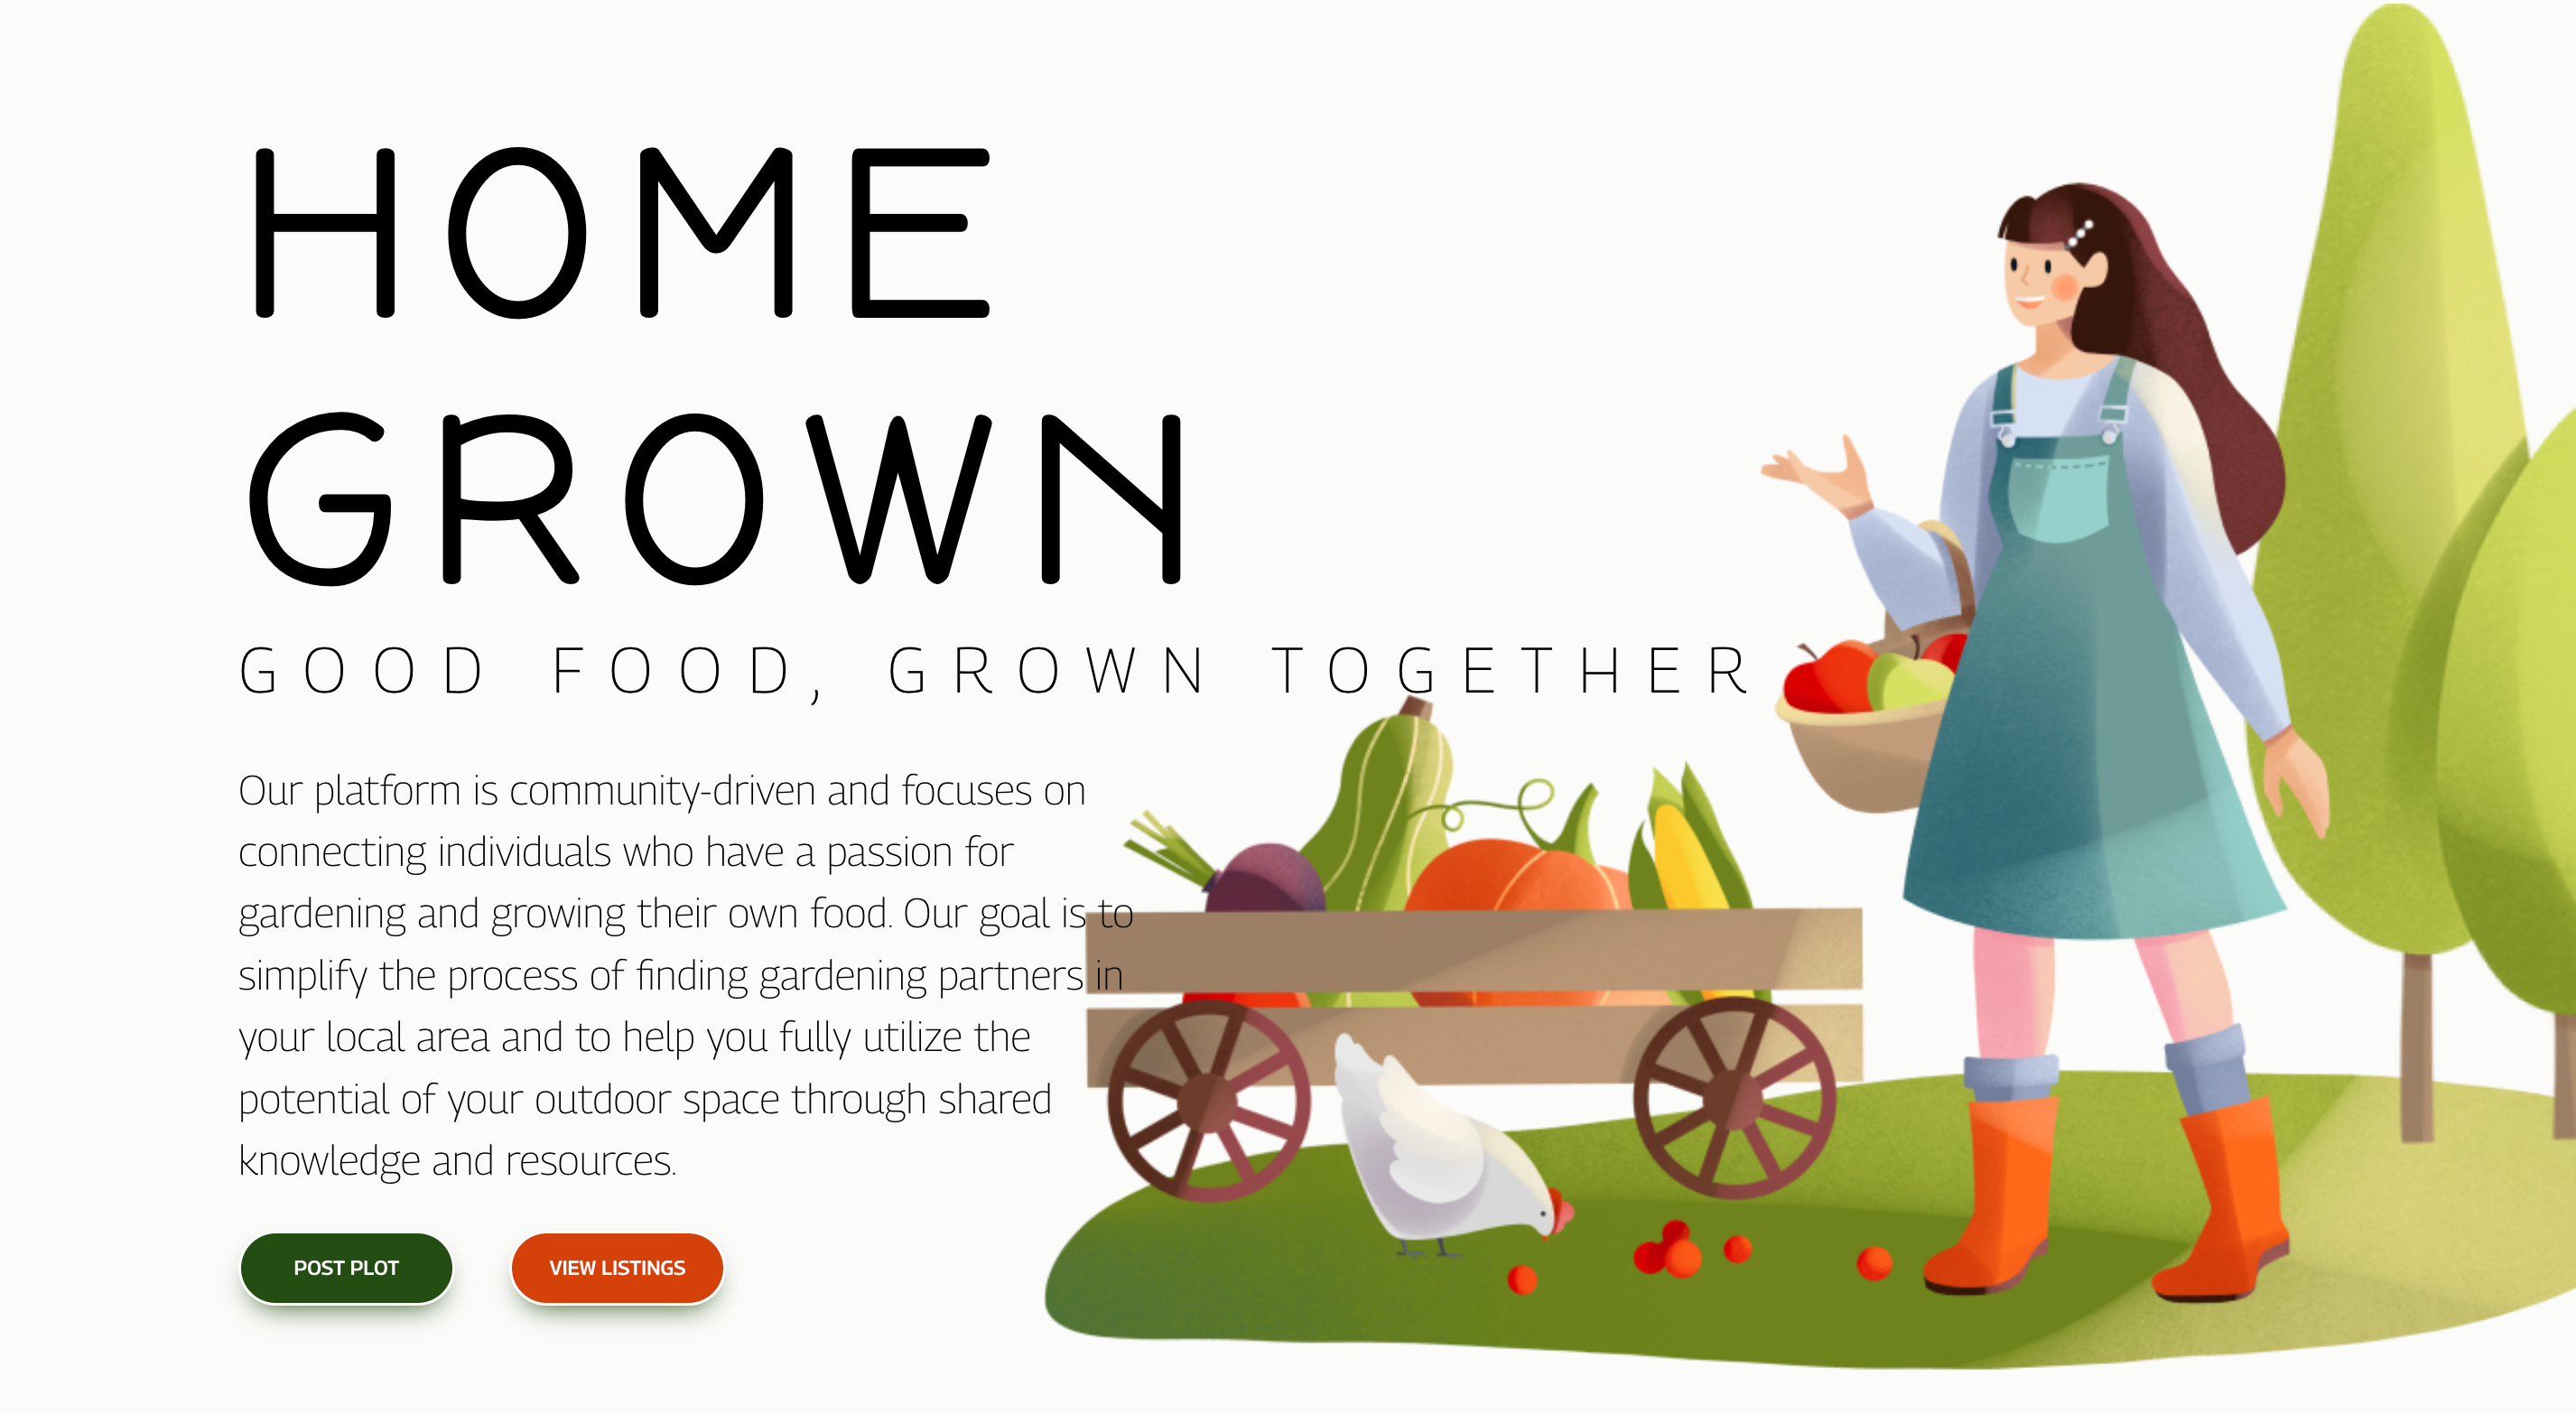 HOME
GROWN
GOOD FOOD, GROWN TOGETHER
Our platform is community-driven and focuses on
connecting individuals who have a passion for
gardening and growing their own food. Our goal is to
simplify the process of finding gardening partners in
your local area and to help you fully utilize the
potential of your outdoor space through shared
knowledge and resources.
POST PLOT
VIEW LISTINGS